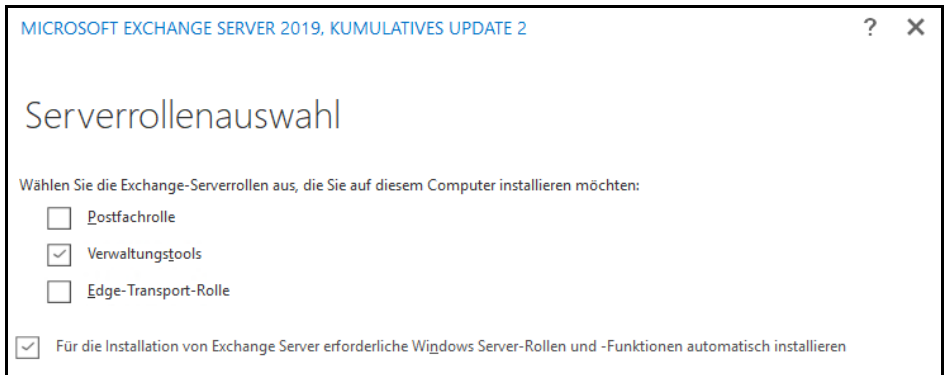 MICROSOFT EXCHANGE SERVER 2019, KUMULATIVES UPDATE 2 ?
Serverrollenauswahl
Wählen Sie die Exchange-Serverrollen aus, die Sie auf diesem Computer installieren möchten:
Postfachrolle
Verwaltungstools
Edge-Transport-Rolle
Für die Installation von Exchange Server erforderliche Windows Server-Rollen und -Funktionen automatisch installieren